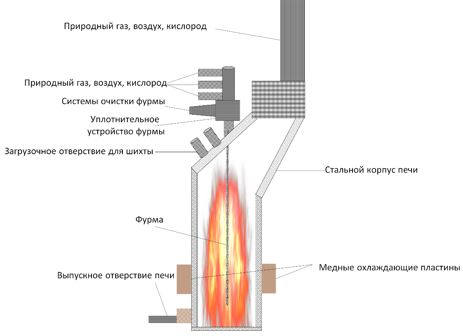 Природный газ, воздух, кислород
Природный газ, воздух, кислород
Системы очистки фурмы
Уплотнительное
устройство фурмы
Загрузочное отверстие для шихты
Стальной корпус печи
Фурма
Выпускное отверстие печи
Медные охлаждающие пластины